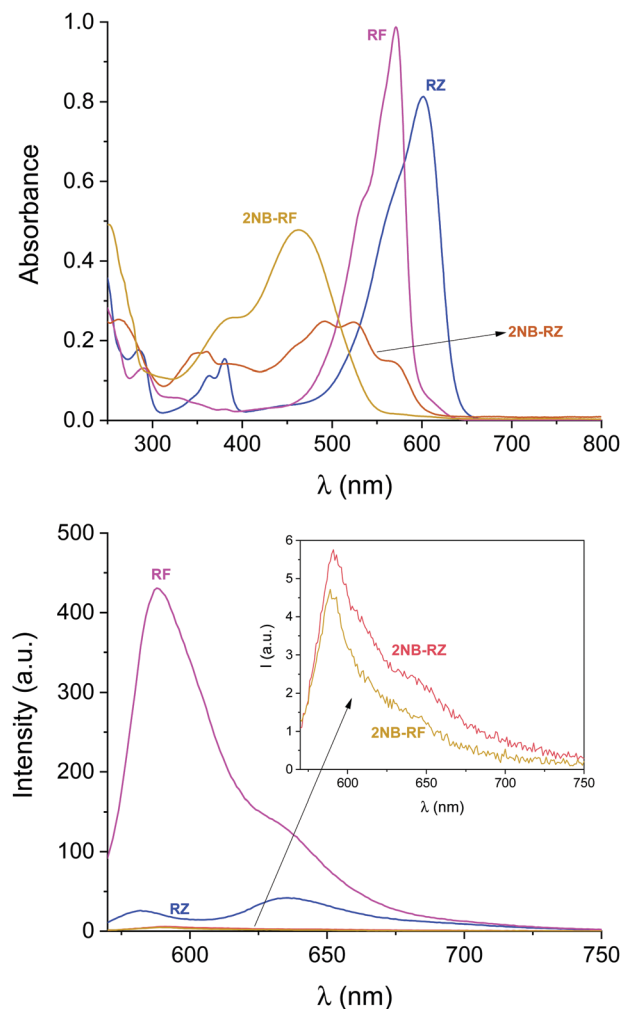 RF
RZ
1.0
0.8
0.6
0.4
0.2
0.0
Absorbance
2NB-RF
2NB-RZ
300 400 500 600 700 800
λ (nm)
500
400
300
200
100
0
Intensity (a.u.)
RF
RZ
6
5
4
3
2
1
0
I (a.u.)
2NB-RZ
2NB-RF
600 650 700 750
λ (nm)
600 650 700 750
λ (nm)